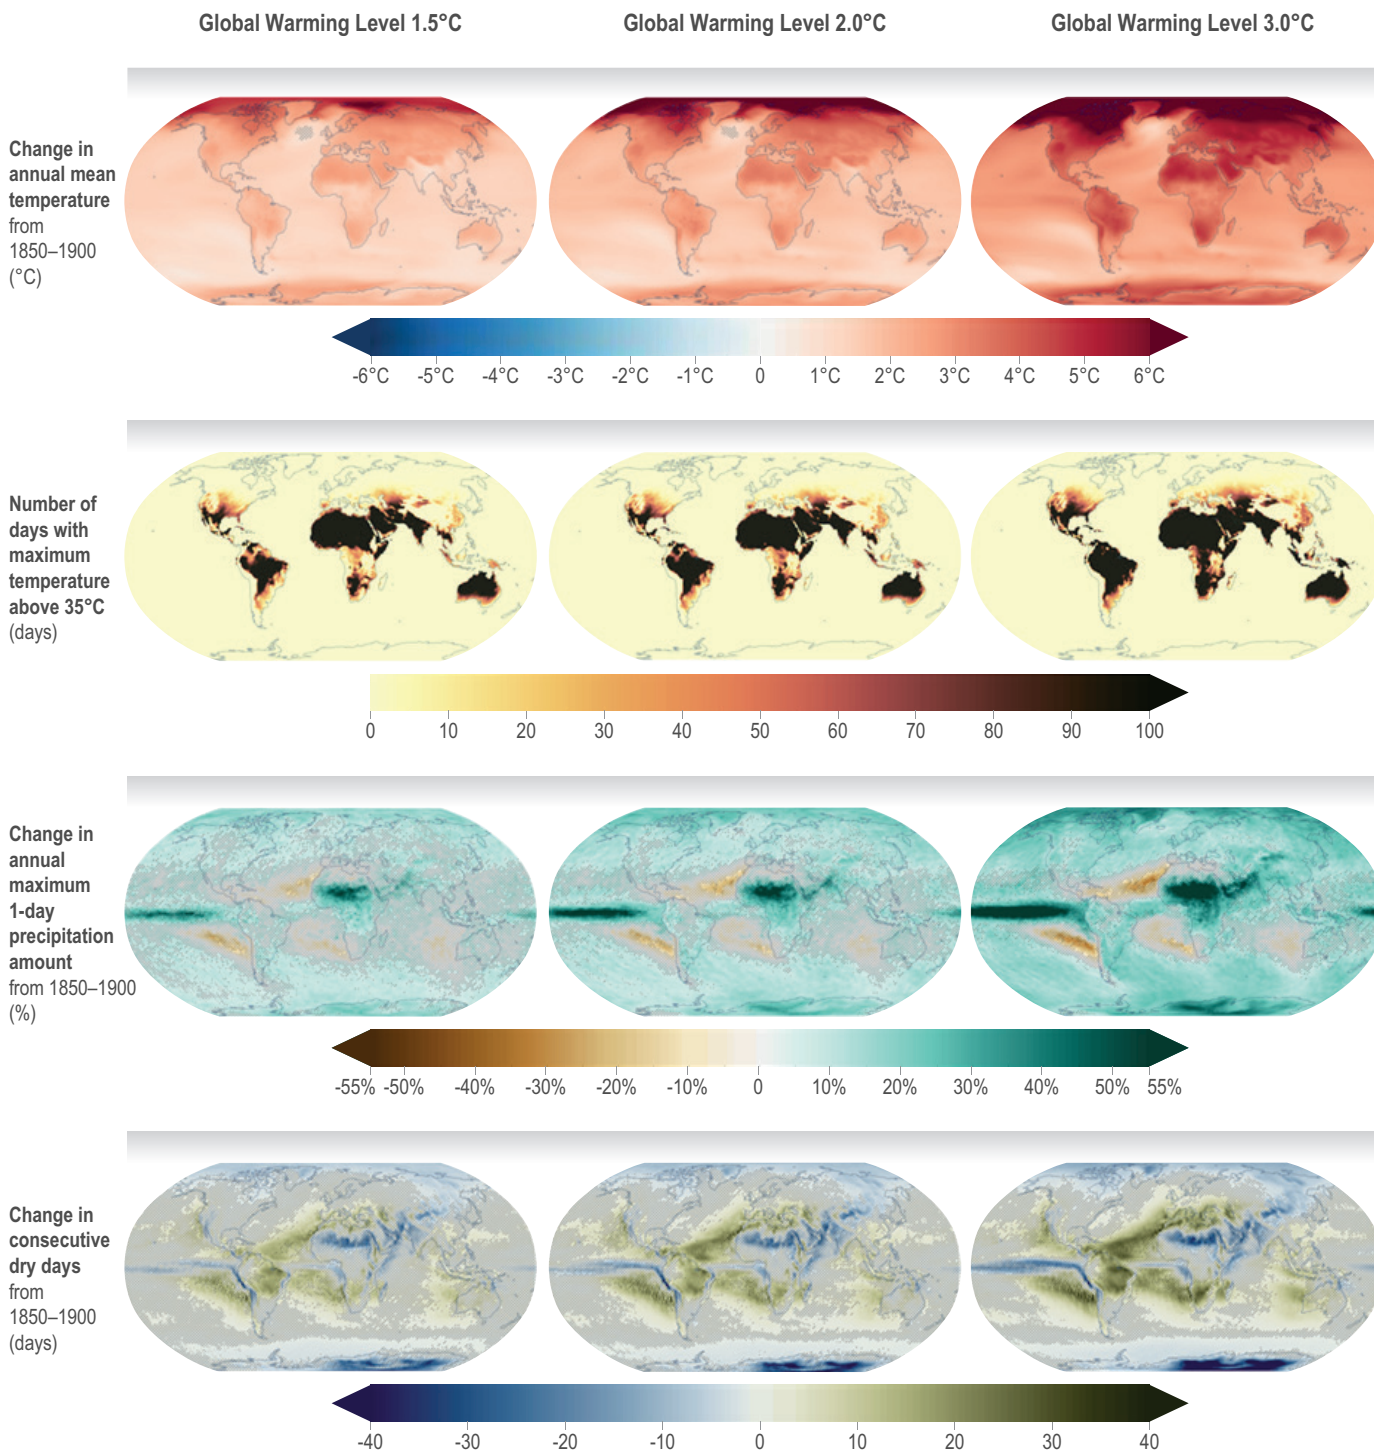 Global Warming Level 1.5°C
Global Warming Level 2.0°C
Global Warming Level 3.0°C
Change in
annual mean
temperature
from
1850–1900
(°C)
-6°C -5°C -4°C -3°C -2°C -1°C 0 1°C 2°C 3°C 4°C 5°C 6°C
Number of
days with
maximum
temperature
above 35°C
(days)
0 10 20 30 40 50 60 70 80 90 100
Change in
annual
maximum
1-day
precipitation
amount
from 1850–1900
(%)
-55% -50% -40% -30% -20% -10% 0 10% 20% 30% 40% 50% 55%
Change in
consecutive
dry days
from
1850–1900
(days)
-40 -30 -20 -10 0 10 20 30 40